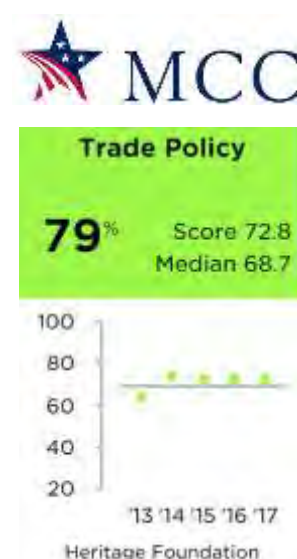 MCC
Trade Policy
79%
Score 72.8
Median 68.7
100
80
60
40
20
'13 '14 '15 '16 '17
Heritage Foundation